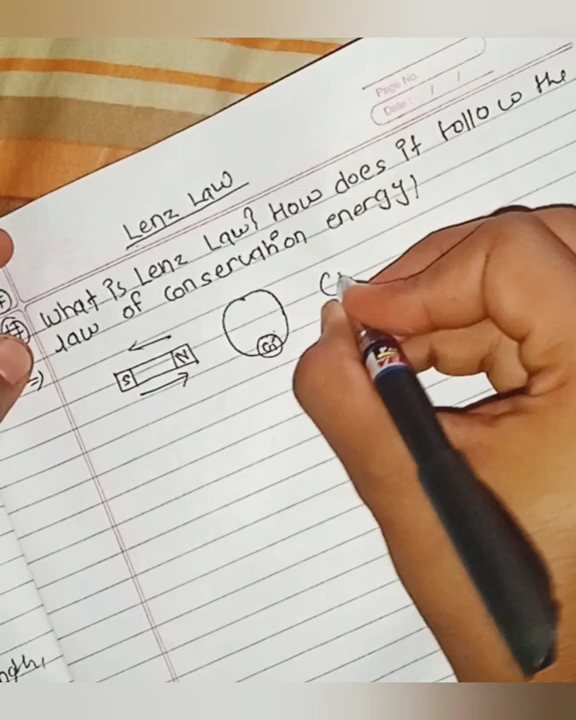 Page No.
Date: / /
Lenz Law
What is Lenz Law? How does it follow the
law of conservation energy?
=)
S N